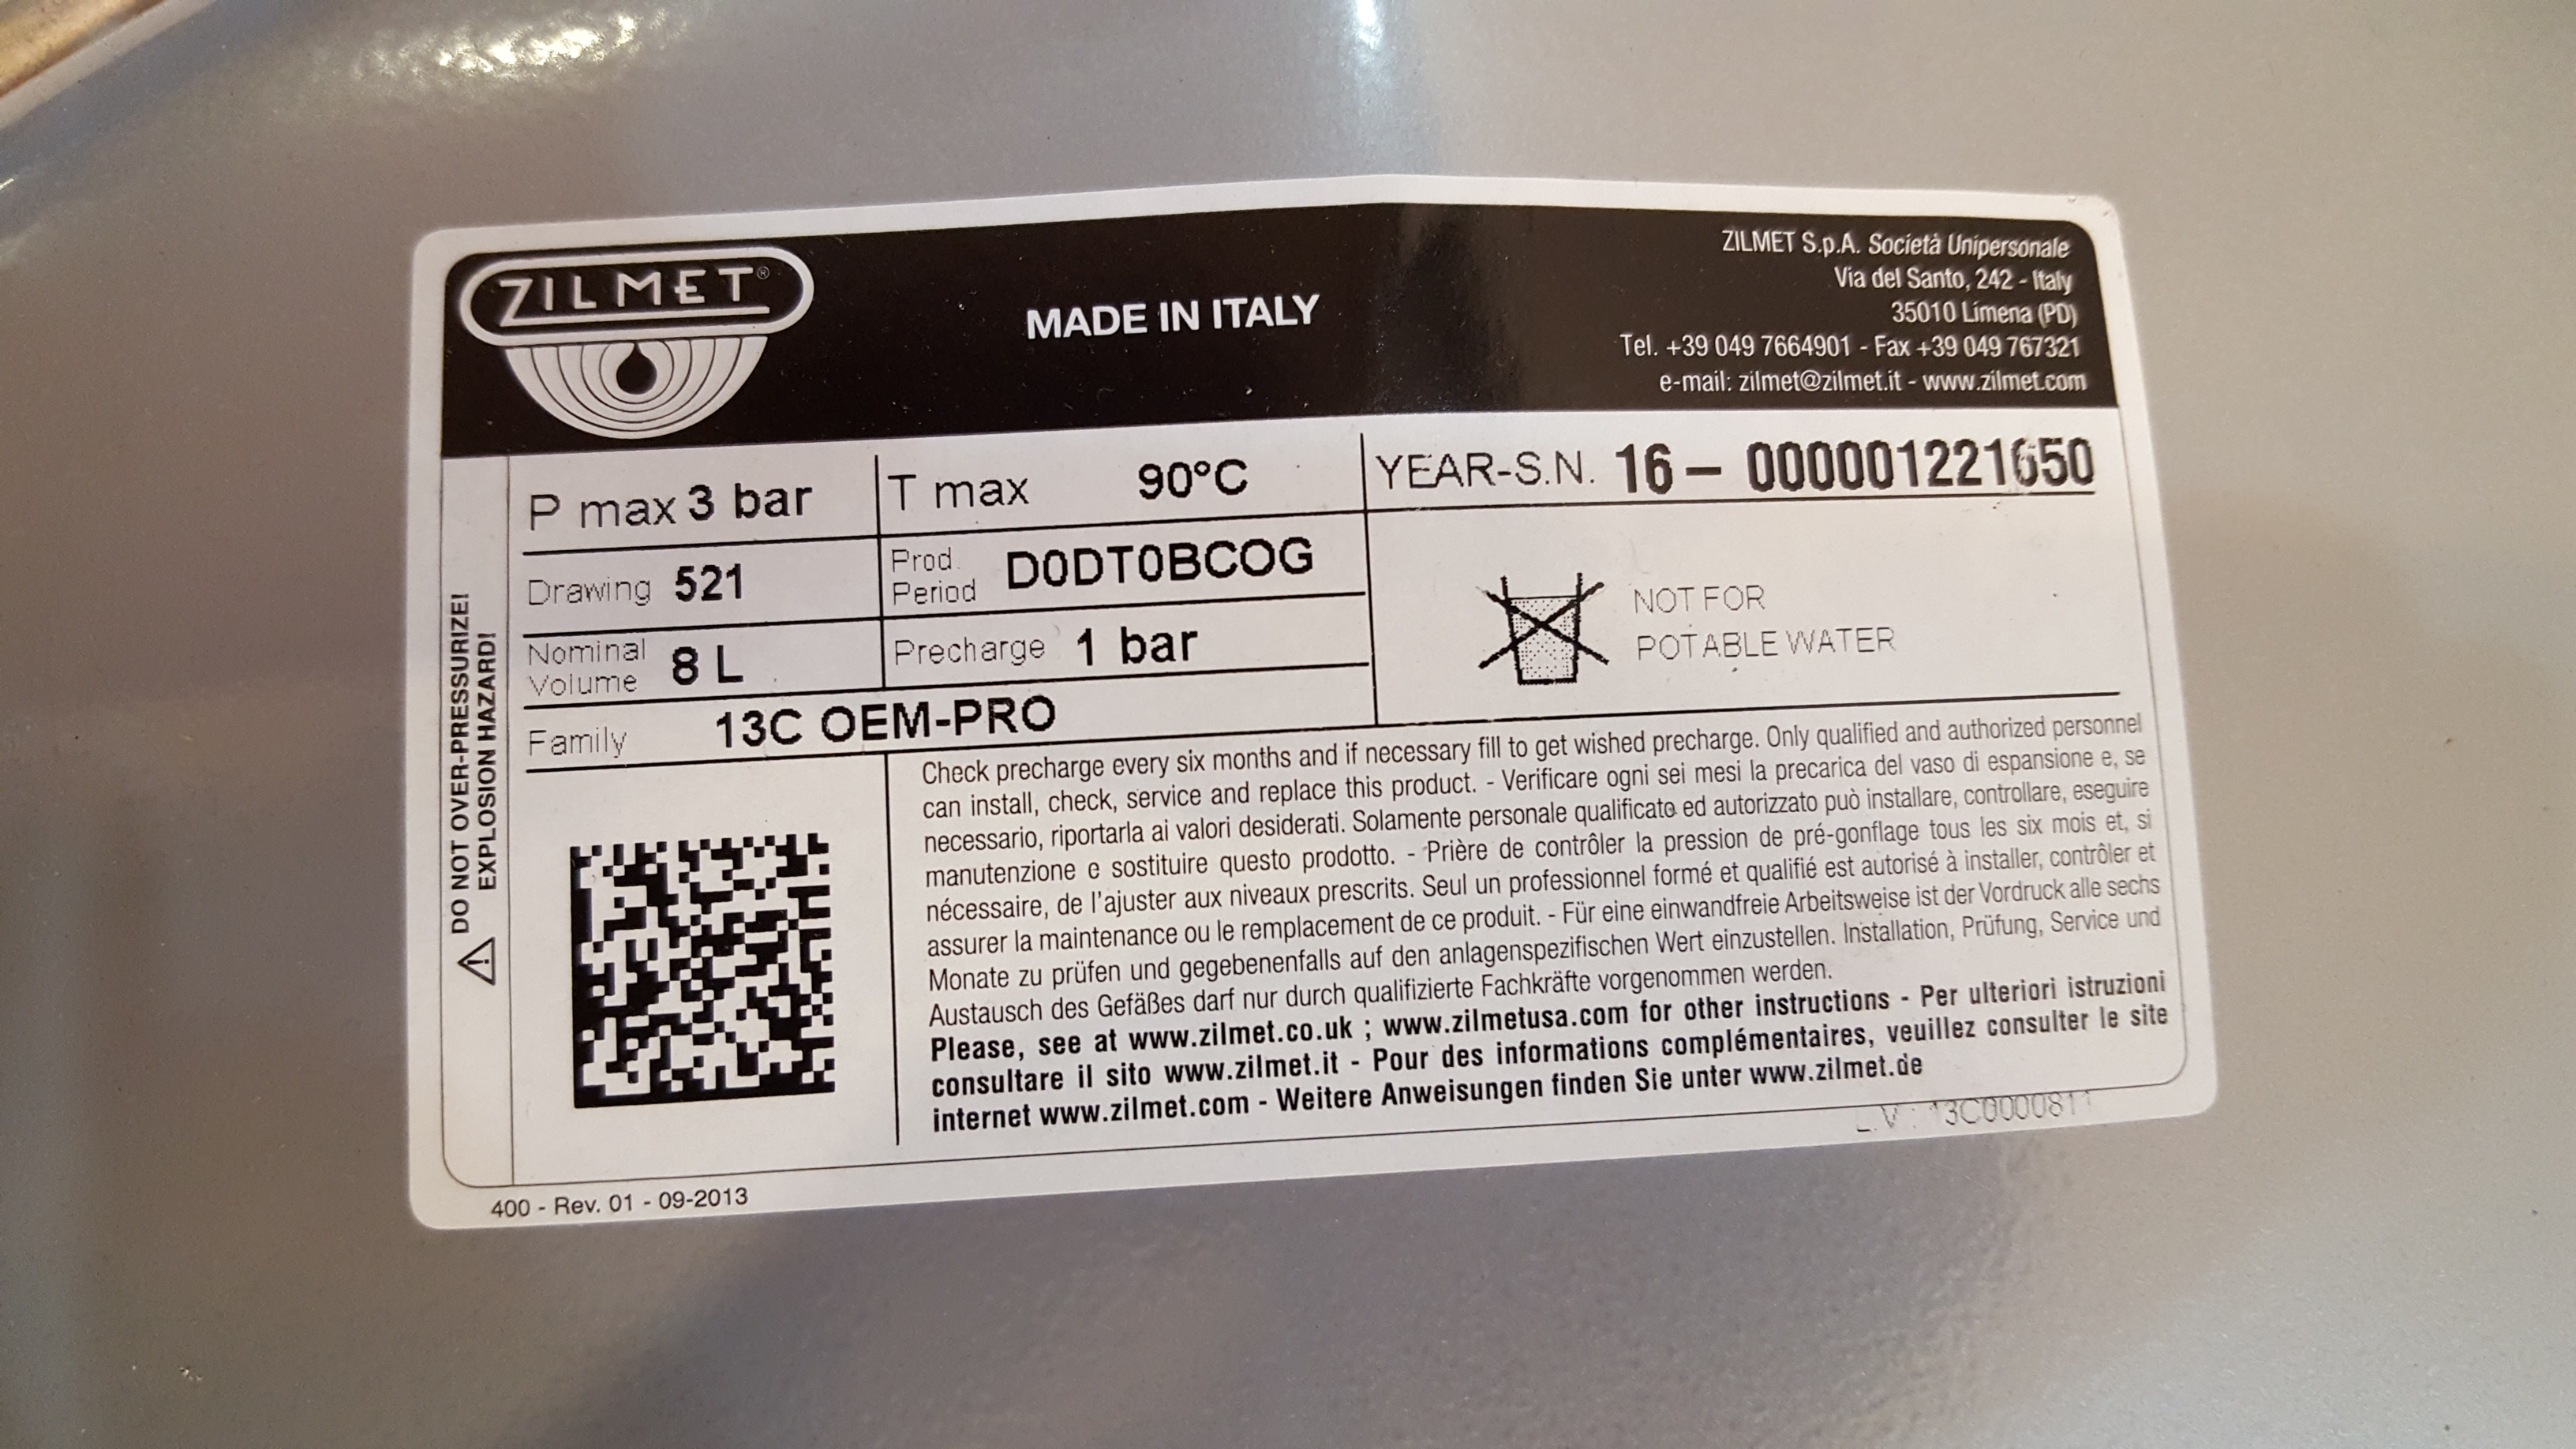 ZILMET®
MADE IN ITALY
ZILMET S.p.A. Società Unipersonale
Via del Santo, 242 - Italy
35010 Limena (PD)
Tel. +39 049 7664901 - Fax +39 049 767321
e-mail: zilmet@zilmet.it - www.zilmet.com
P max 3 bar
T max 90°C
YEAR-S.N. 16- 000001221650
Drawing 521
Prod.
Period D0DT0BCOG
Nominal
Volume 8 L
Precharge 1 bar
NOT FOR
POTABLE WATER
Family 13C OEM-PRO
DO NOT OVER-PRESSURIZE!
EXPLOSION HAZARD!
Check precharge every six months and if necessary fill to get wished precharge. Only qualified and authorized personnel
can install, check, service and replace this product. - Verificare ogni sei mesi la precarica del vaso di espansione e, se
necessario, riportarla ai valori desiderati. Solamente personale qualificato ed autorizzato può installare, controllare, eseguire
manutenzione e sostituire questo prodotto. - Prière de contrôler la pression de pré-gonflage tous les six mois et, si
nécessaire, de l'ajuster aux niveaux prescrits. Seul un professionnel formé et qualifié est autorisé à installer, contrôler et
assurer la maintenance ou le remplacement de ce produit. - Für eine einwandfreie Arbeitsweise ist der Vordruck alle sechs
Monate zu prüfen und gegebenenfalls auf den anlagenspezifischen Wert einzustellen. Installation, Prüfung, Service und
Austausch des Gefäßes darf nur durch qualifizierte Fachkräfte vorgenommen werden.
Please, see at www.zilmet.co.uk ; www.zilmetusa.com for other instructions - Per ulteriori istruzioni
consultare il sito www.zilmet.it - Pour des informations complémentaires, veuillez consulter le site
internet www.zilmet.com - Weitere Anweisungen finden Sie unter www.zilmet.de
400 - Rev. 01 - 09-2013